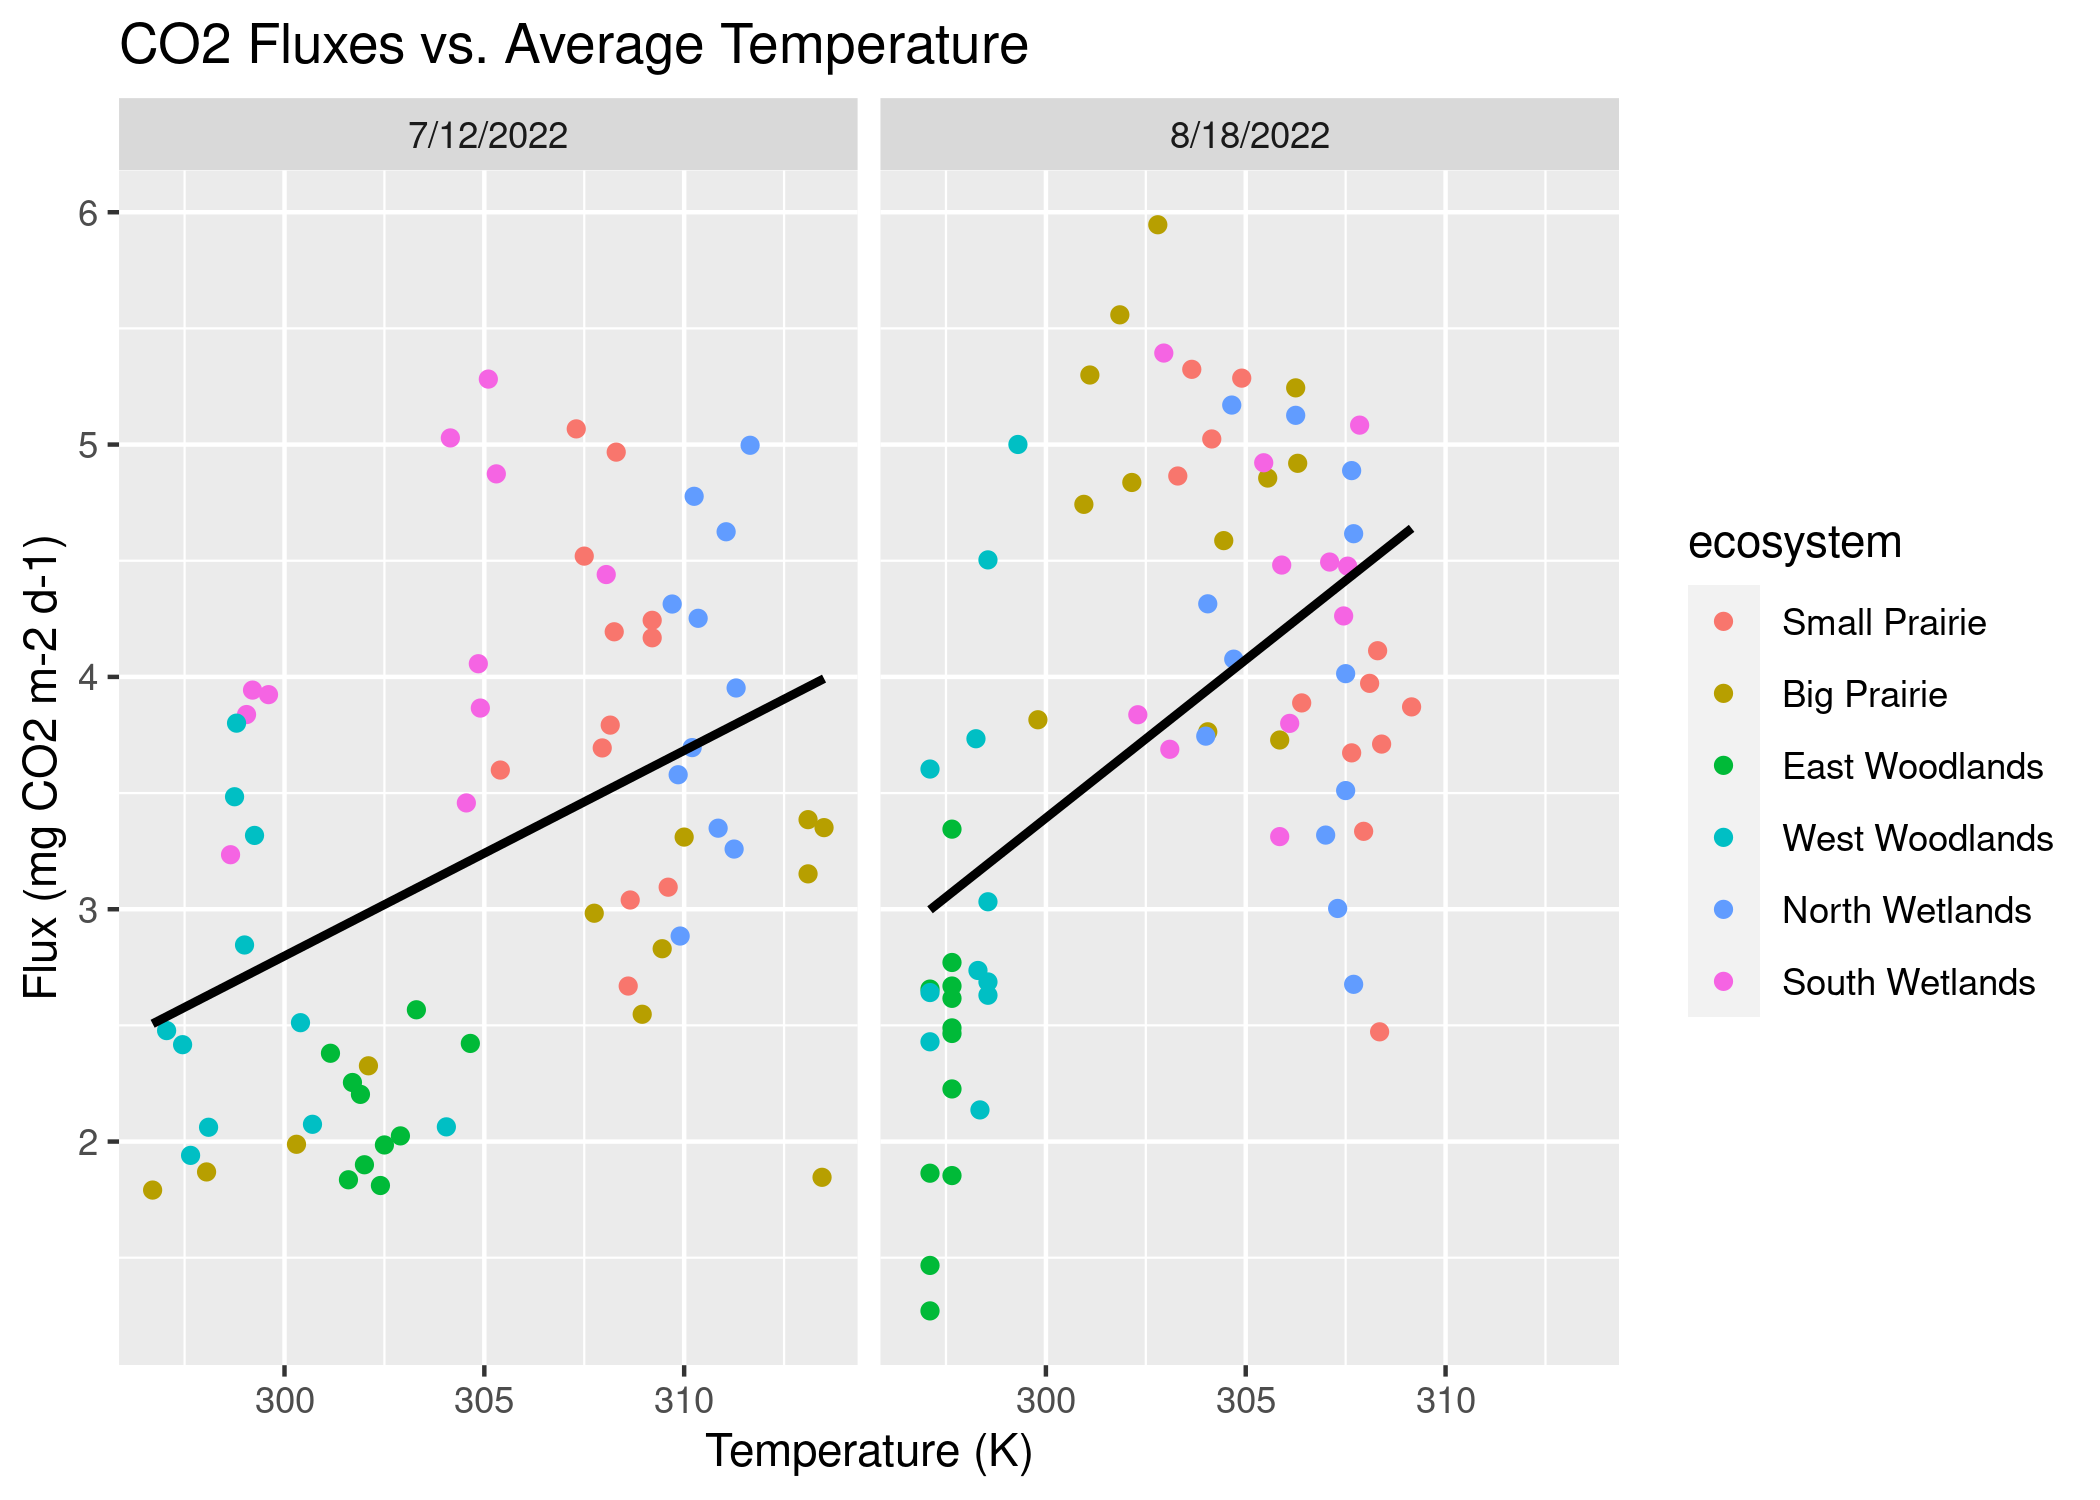 CO2 Fluxes vs. Average Temperature
7/12/2022
8/18/2022
6
5
4
3
2
Flux (mg CO2 m-2 d-1)
300
305
310
300
305
310
Temperature (K)
ecosystem
Small Prairie
Big Prairie
East Woodlands
West Woodlands
North Wetlands
South Wetlands